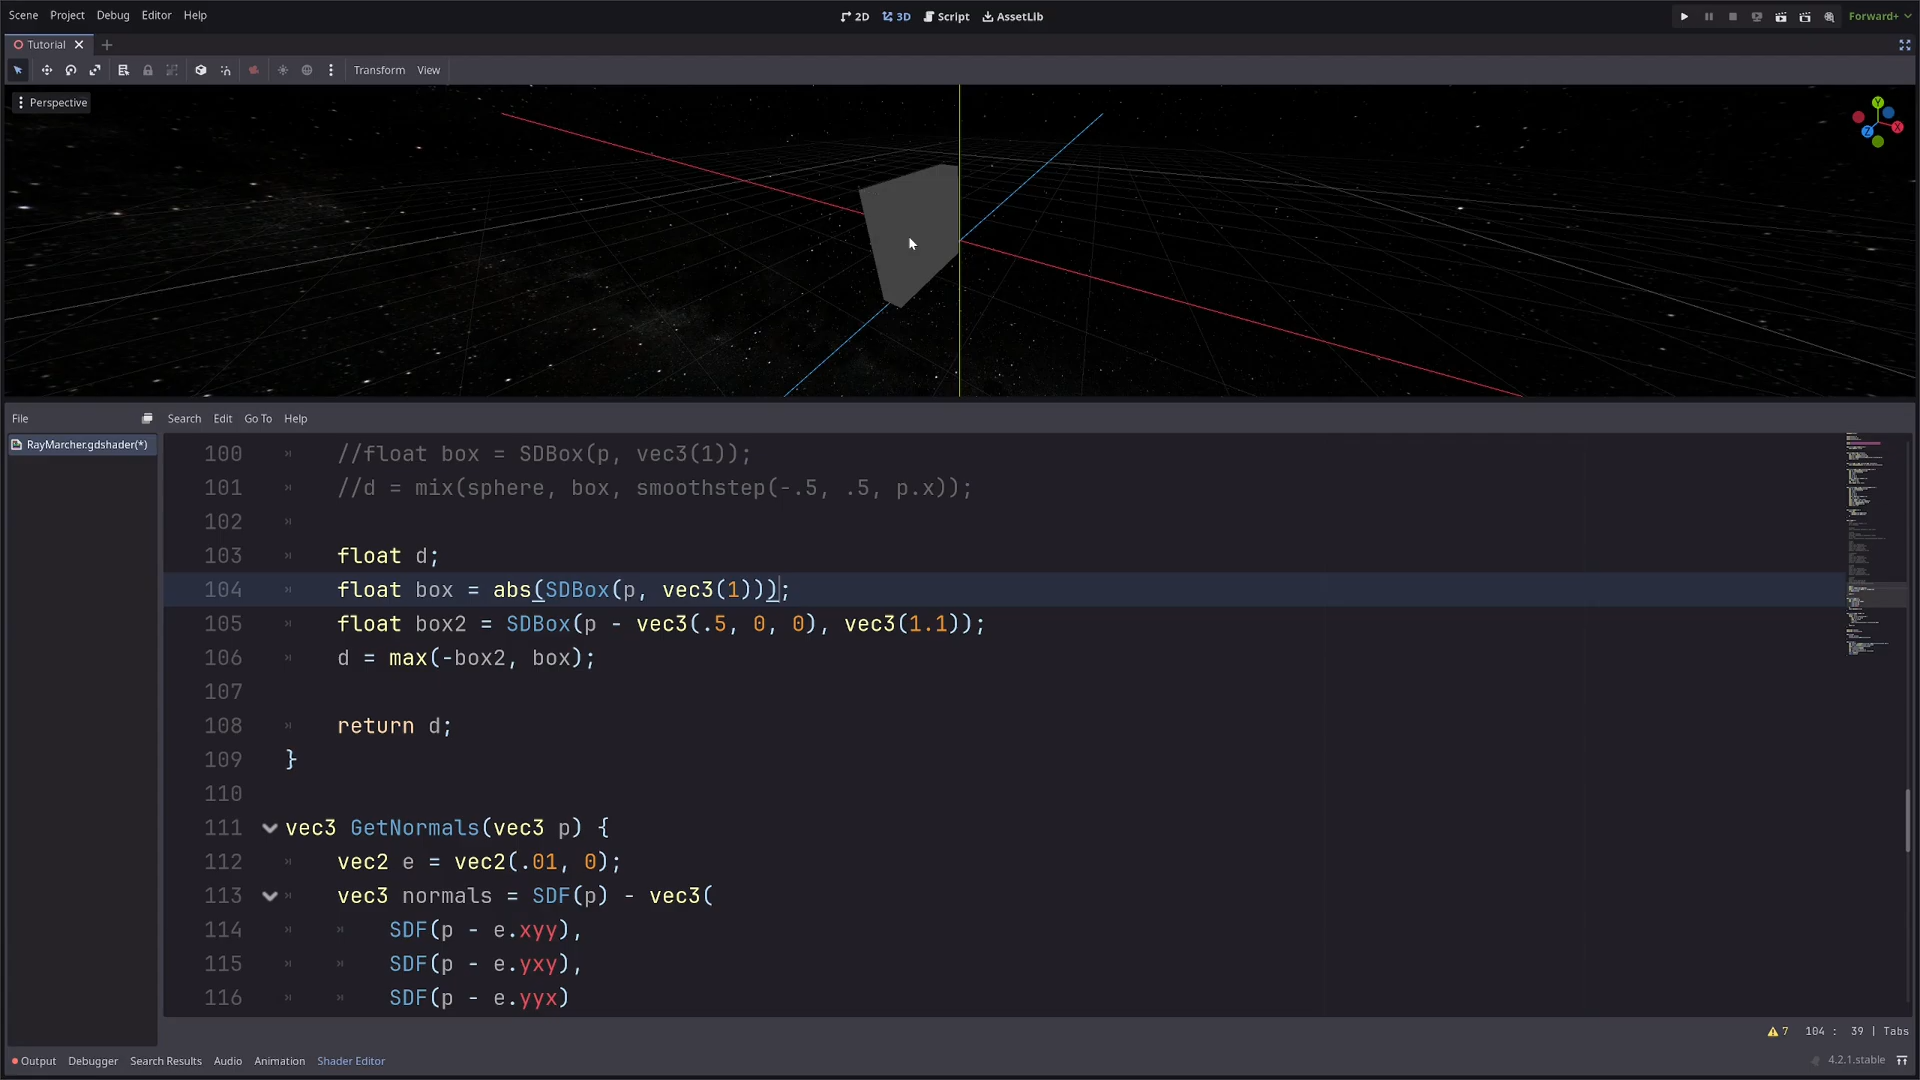 Scene Project Debug Editor Help
2D 3D Script AssetLib
Forward+
Tutorial
Transform View
Perspective
Y
X
Z
File
Search Edit Go To Help
RayMarcher.gdshader(*)
100 //float box = SDBox(p, vec3(1));
101 //d = mix(sphere, box, smoothstep(-.5, .5, p.x));
102
103 float d;
104 float box = abs(SDBox(p, vec3(1)));
105 float box2 = SDBox(p - vec3(.5, 0, 0), vec3(1.1));
106 d = max(-box2, box);
107
108 return d;
109 }
110
111 vec3 GetNormals(vec3 p) {
112 vec2 e = vec2(.01, 0);
113 vec3 normals = SDF(p) - vec3(
114 SDF(p - e.xyy),
115 SDF(p - e.yxy),
116 SDF(p - e.yyx)
7 104 : 39 | Tabs
Output Debugger Search Results Audio Animation Shader Editor
4.2.1.stable